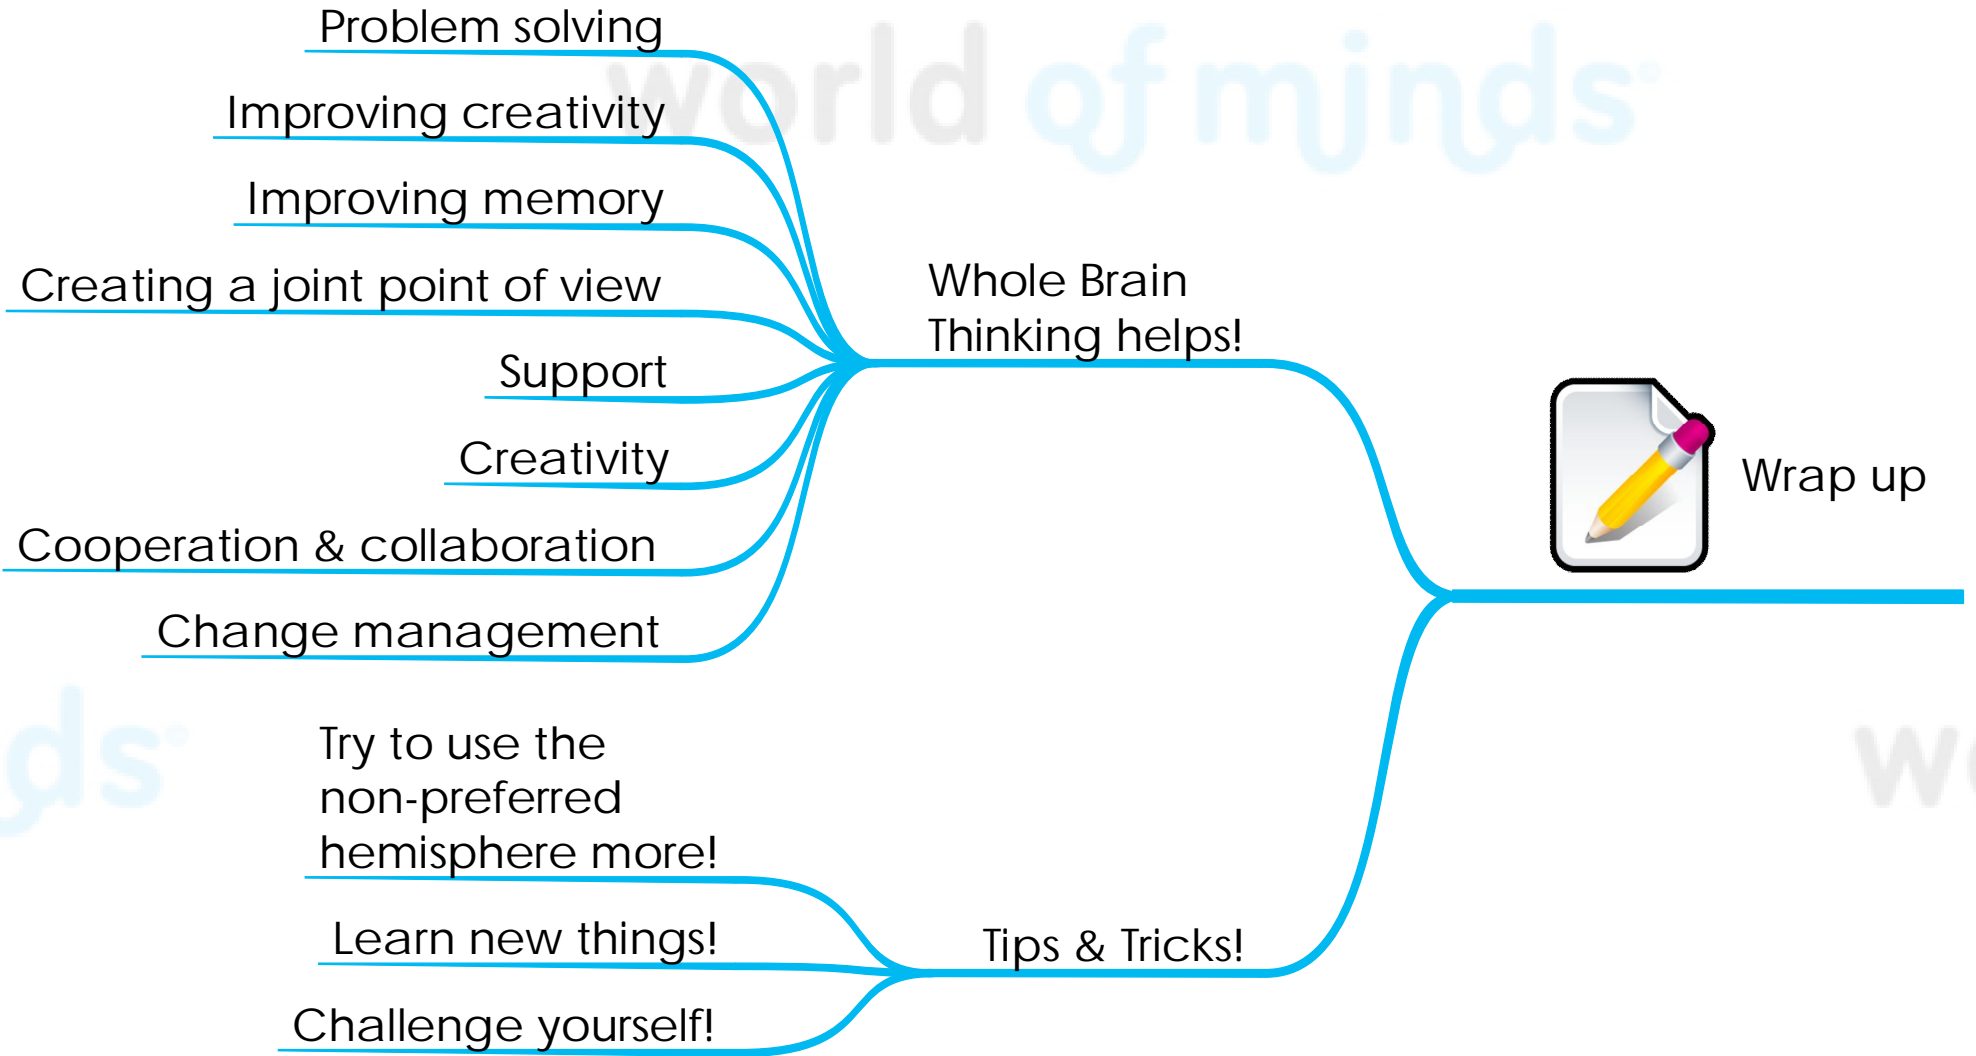 world of minds
Problem solving
Improving creativity
Improving memory
Creating a joint point of view
Support
Creativity
Cooperation & collaboration
Change management
Whole Brain
Thinking helps!
Wrap up
Try to use the
non-preferred
hemisphere more!
Learn new things!
Challenge yourself!
Tips & Tricks!